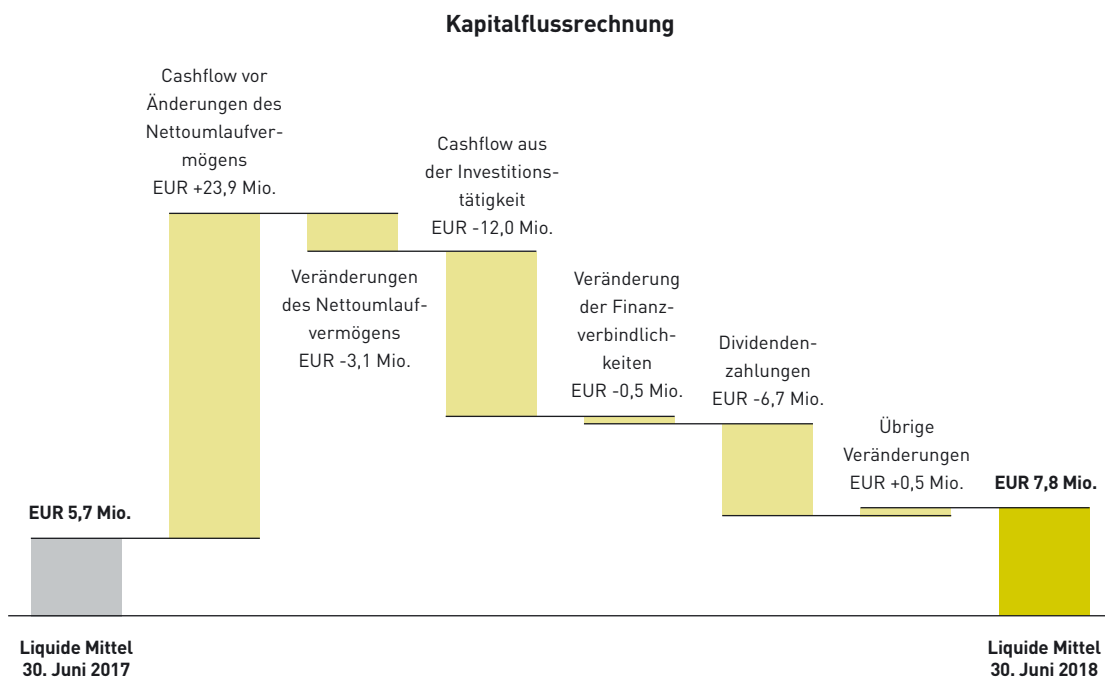 Kapitalflussrechnung
Cashflow vor
Änderungen des
Nettoumlaufver-
mögens
EUR +23,9 Mio.
Cashflow aus
der Investitions-
tätigkeit
EUR -12,0 Mio.
Veränderungen
des Nettoumlauf-
vermögens
EUR -3,1 Mio.
Veränderung
der Finanz-
verbindlich-
keiten
EUR -0,5 Mio.
Dividenden-
zahlungen
EUR -6,7 Mio.
Übrige
Veränderungen
EUR +0,5 Mio.
EUR 7,8 Mio.
EUR 5,7 Mio.
Liquide Mittel
30. Juni 2017
Liquide Mittel
30. Juni 2018